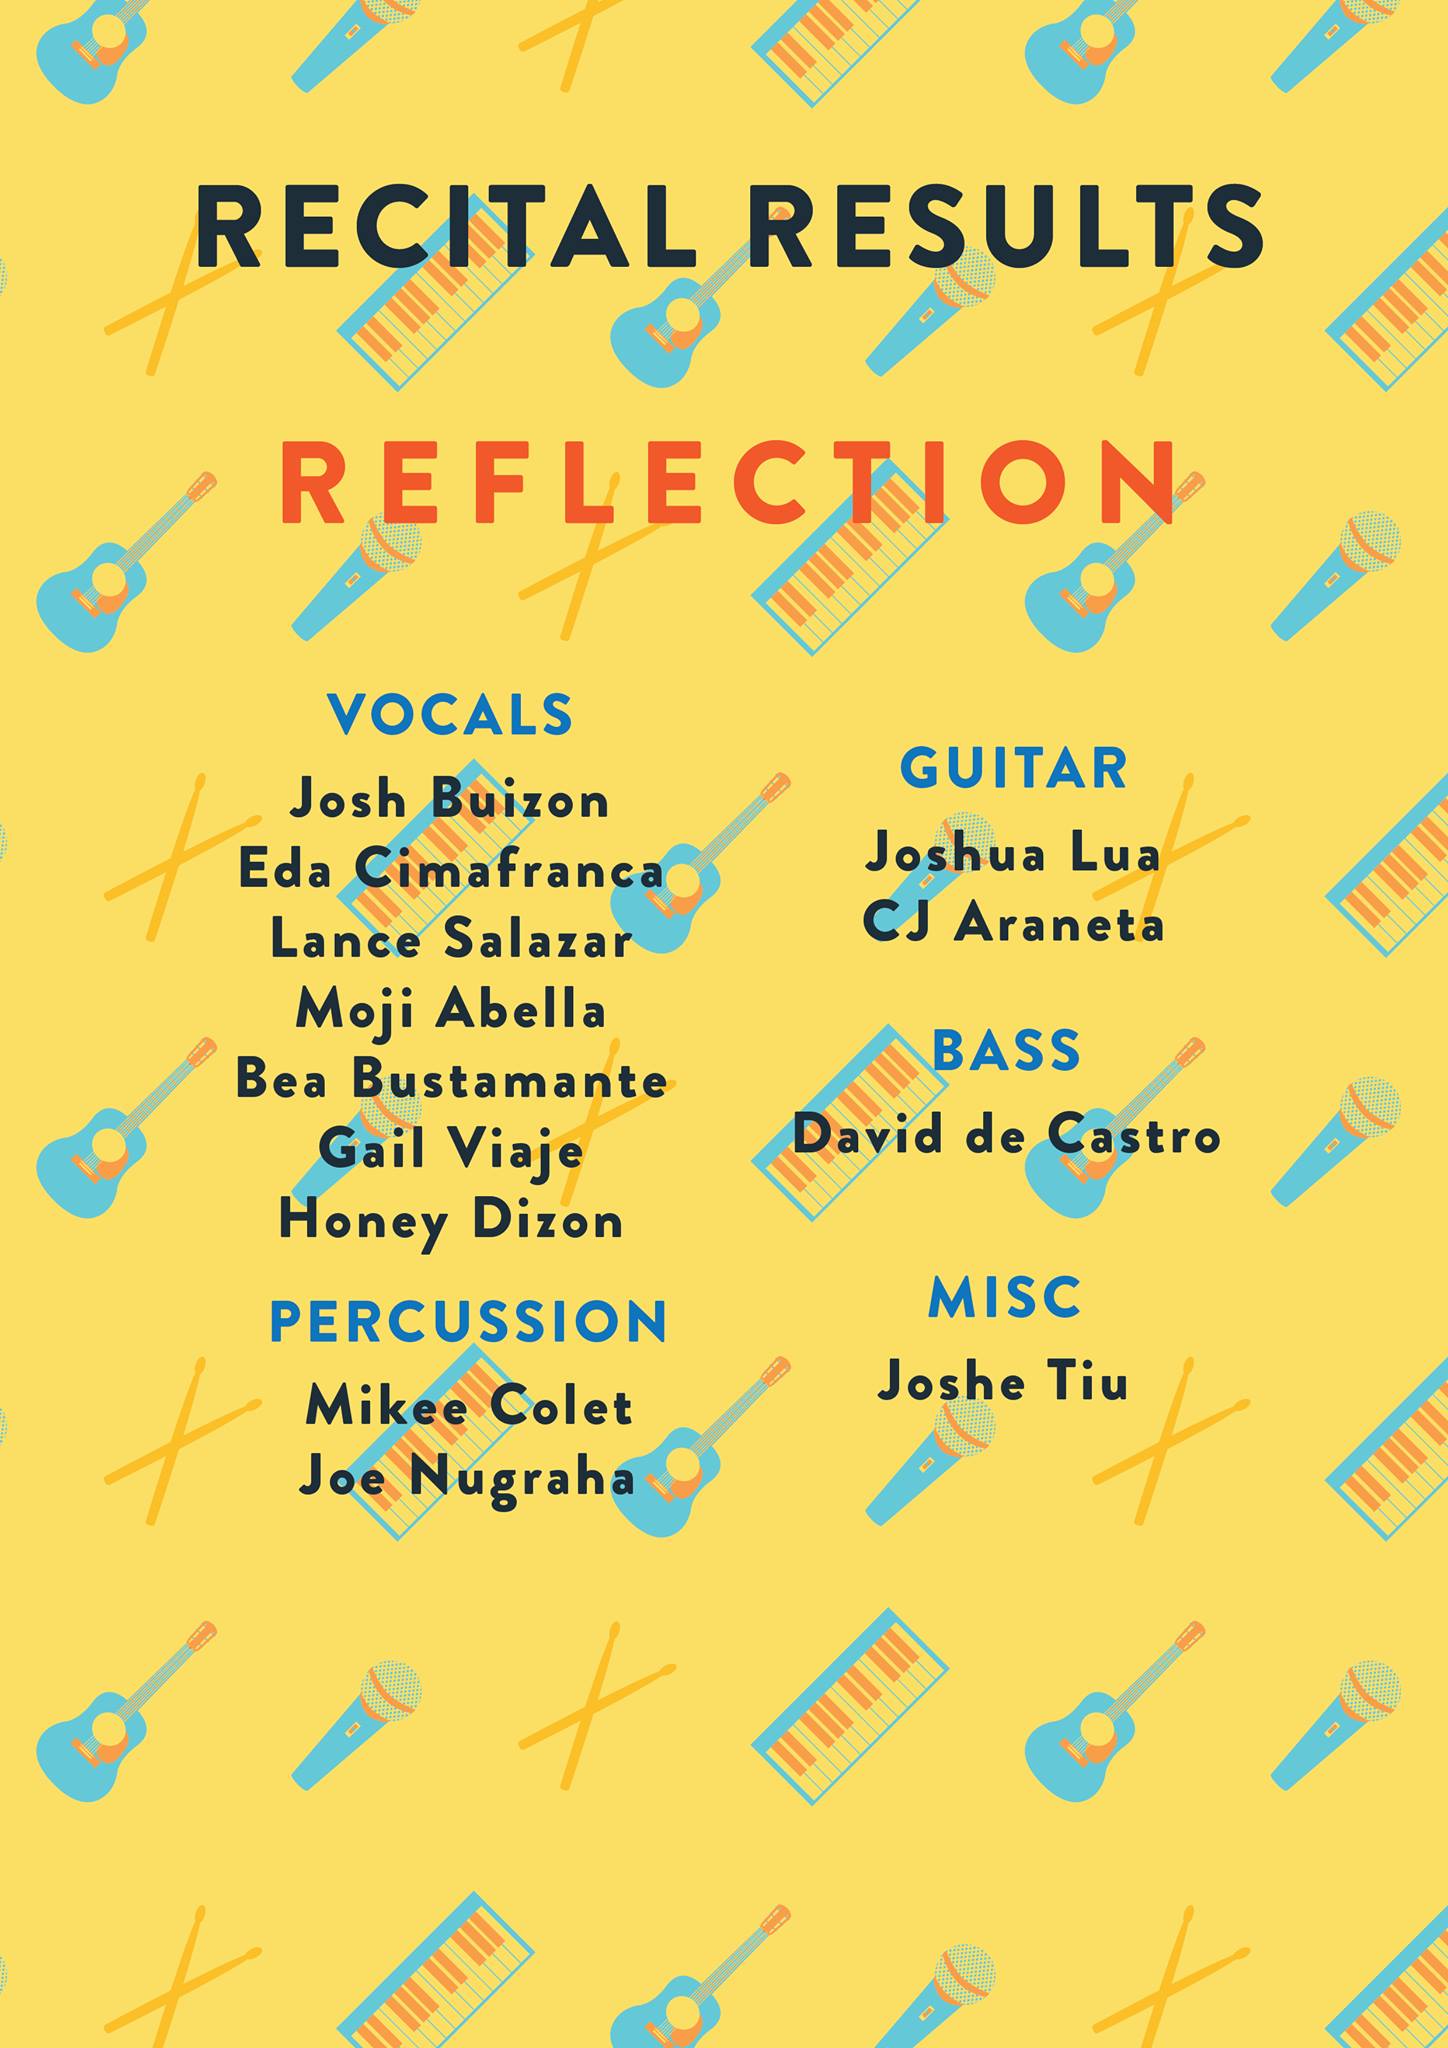 RECITAL RESULTS
REFLECTION
VOCALS
Josh Buizon
Eda Cimafranca
Lance Salazar
Moji Abella
Bea Bustamante
Gail Viaje
Honey Dizon
PERCUSSION
Mikee Colet
Joe Nugraha
GUITAR
Joshua Lua
CJ Araneta
BASS
David de Castro
MISC
Joshe Tiu